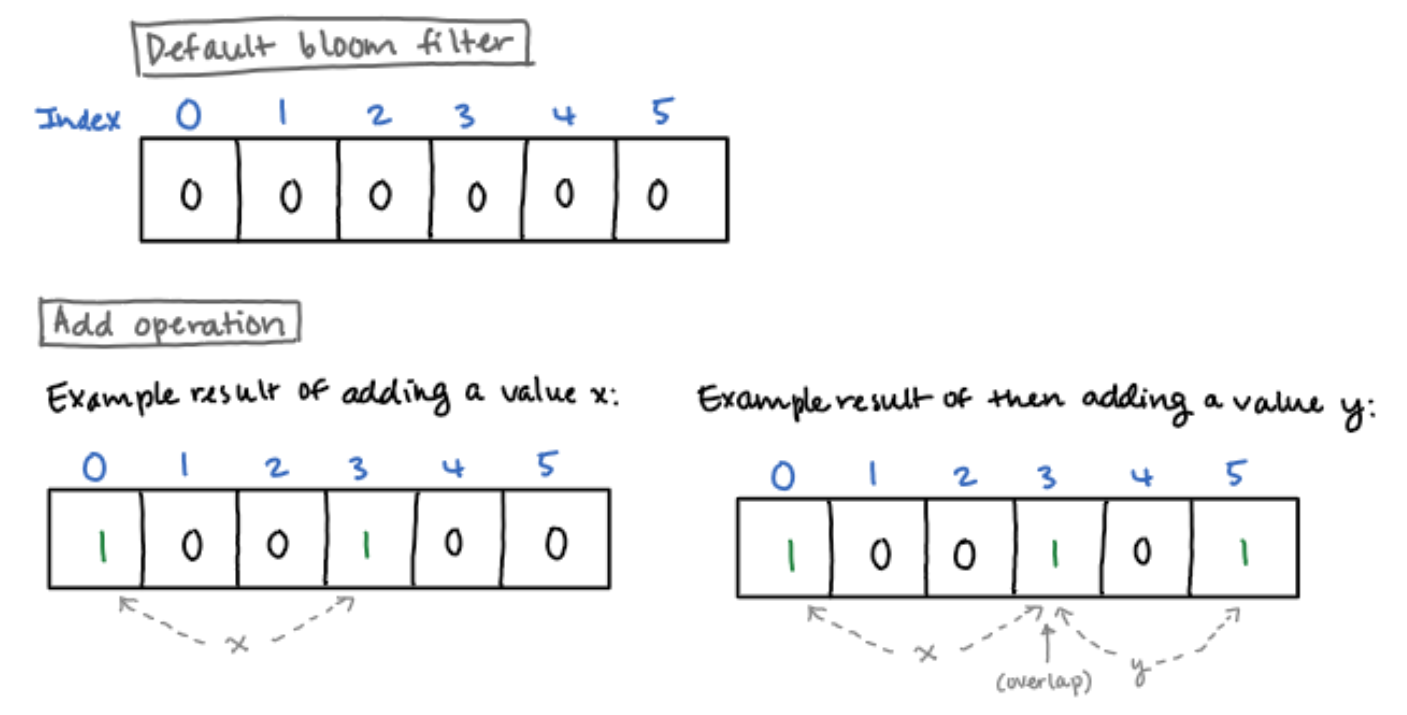 Default bloom filter
Index 0 1 2 3 4 5
0 0 0 0 0 0
Add operation
Example result of adding a value x:
0 1 2 3 4 5
1 0 0 1 0 0
x
Example result of then adding a value y:
0 1 2 3 4 5
1 0 0 1 0 1
x
(overlap)
y